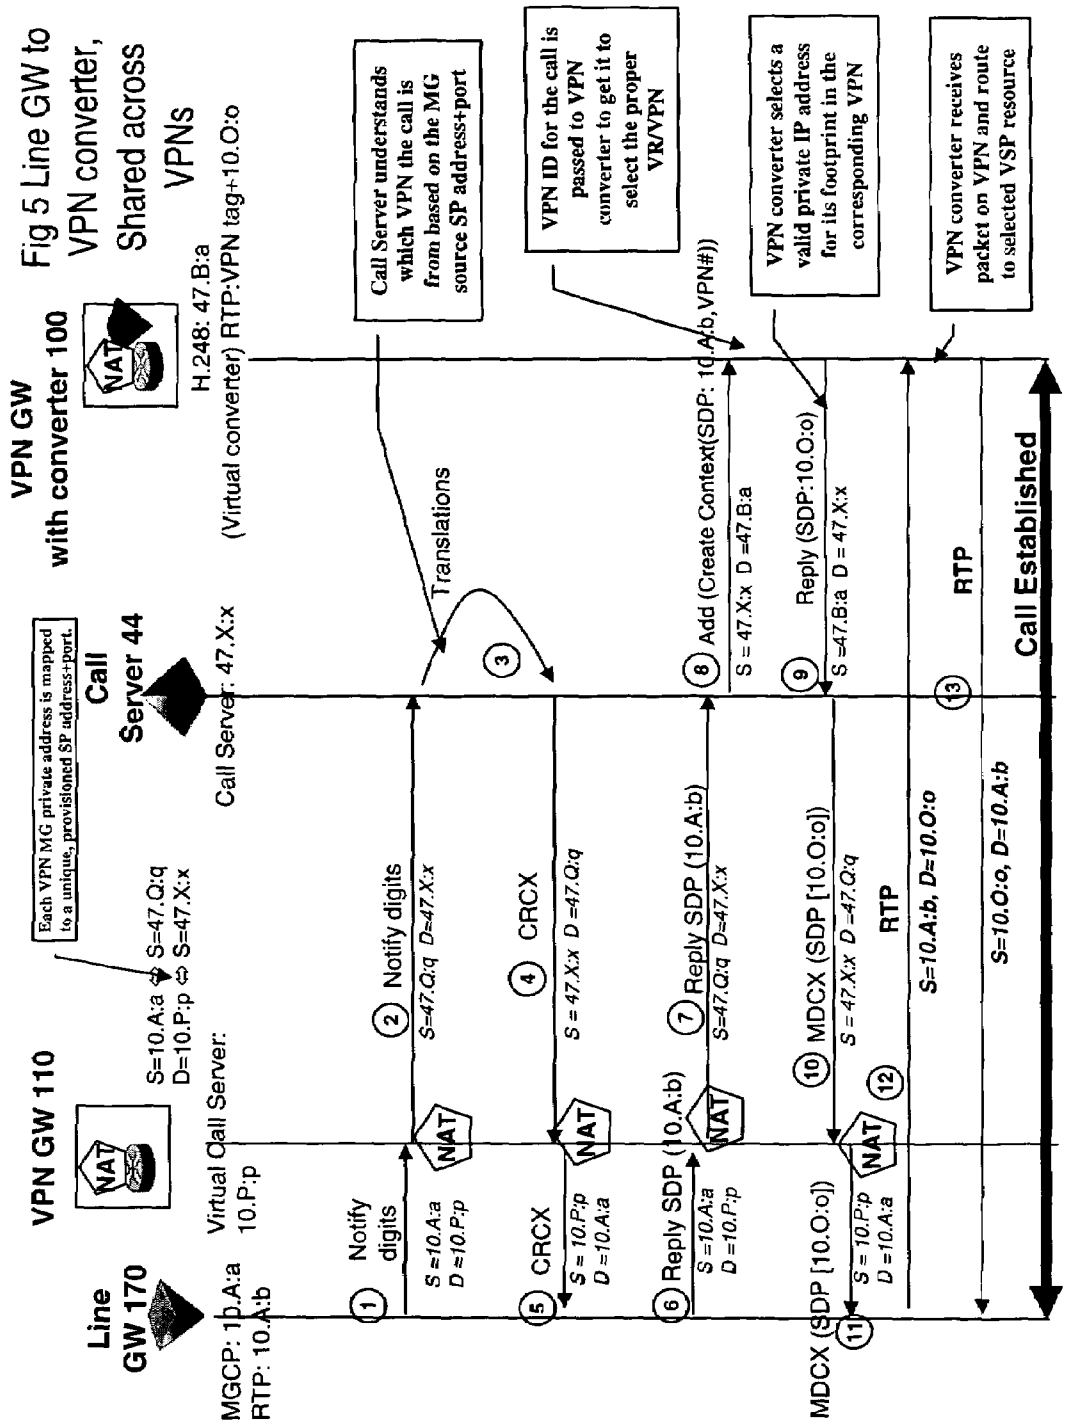 Fig 5 Line GW to
VPN converter,
Shared across
VPNs
Line
GW 170
MGCP: 10.A:a
RTP: 10.A:b
VPN GW 110
NAT
Virtual Call Server:
10.P:p
S=10.A:a ⇔ S=47.Q:q
D=10.P:p ⇔ S=47.X:x
Each VPN MG private address is mapped
to a unique, provisioned SP address+port.
Call
Server 44
Call Server: 47.X:x
VPN GW
with converter 100
NAT
H.248: 47.B:a
(Virtual converter) RTP:VPN tag+10.O:o
1
Notify
digits
S =10.A:a
D =10.P:p
NAT
2 Notify digits
S=47.Q:q D=47.X:x
3
Translations
Call Server understands
which VPN the call is
from based on the MG
source SP address+port
4 CRCX
S = 47.X:x D =47.Q:q
NAT
5 CRCX
S = 10.P:p
D =10.A:a
6 Reply SDP (10.A:b)
S =10.A:a
D =10.P:p
NAT
7 Reply SDP (10.A:b)
S=47.Q:q D=47.X:x
8 Add (Create Context(SDP: 10.A:b,VPN#))
S = 47.X:x D =47.B:a
VPN ID for the call is
passed to VPN
converter to get it to
select the proper
VR/VPN
9 Reply (SDP:10.O:o)
S =47.B:a D = 47.X:x
VPN converter selects a
valid private IP address
for its footprint in the
corresponding VPN
10 MDCX (SDP [10.O:o])
S = 47.X:x D =47.Q:q
NAT
MDCX (SDP [10.O:o])
11
S = 10.P:p
D =10.A:a
12
RTP
S=10.A:b, D=10.O:o
VPN converter receives
packet on VPN and route
to selected VSP resource
13
RTP
S=10.O:o, D=10.A:b
Call Established